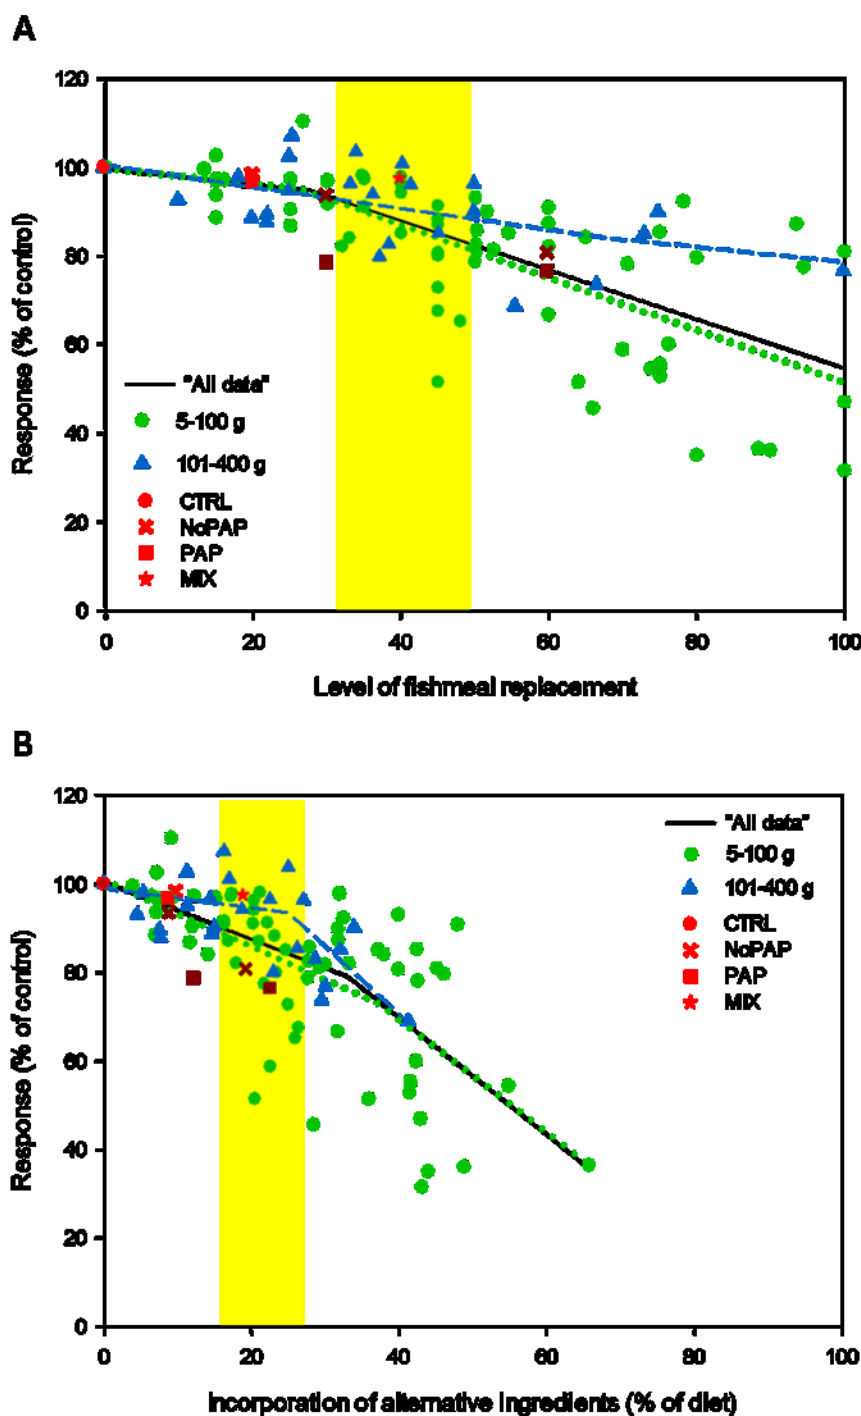 A
120
100
80
60
40
20
0
Response (% of control)
"All data"
5-100 g
101-400 g
CTRL
NoPAP
PAP
MIX
0 20 40 60 80 100
Level of fishmeal replacement
B
120
100
80
60
40
20
0
Response (% of control)
"All data"
5-100 g
101-400 g
CTRL
NoPAP
PAP
MIX
0 20 40 60 80 100
Incorporation of alternative ingredients (% of diet)